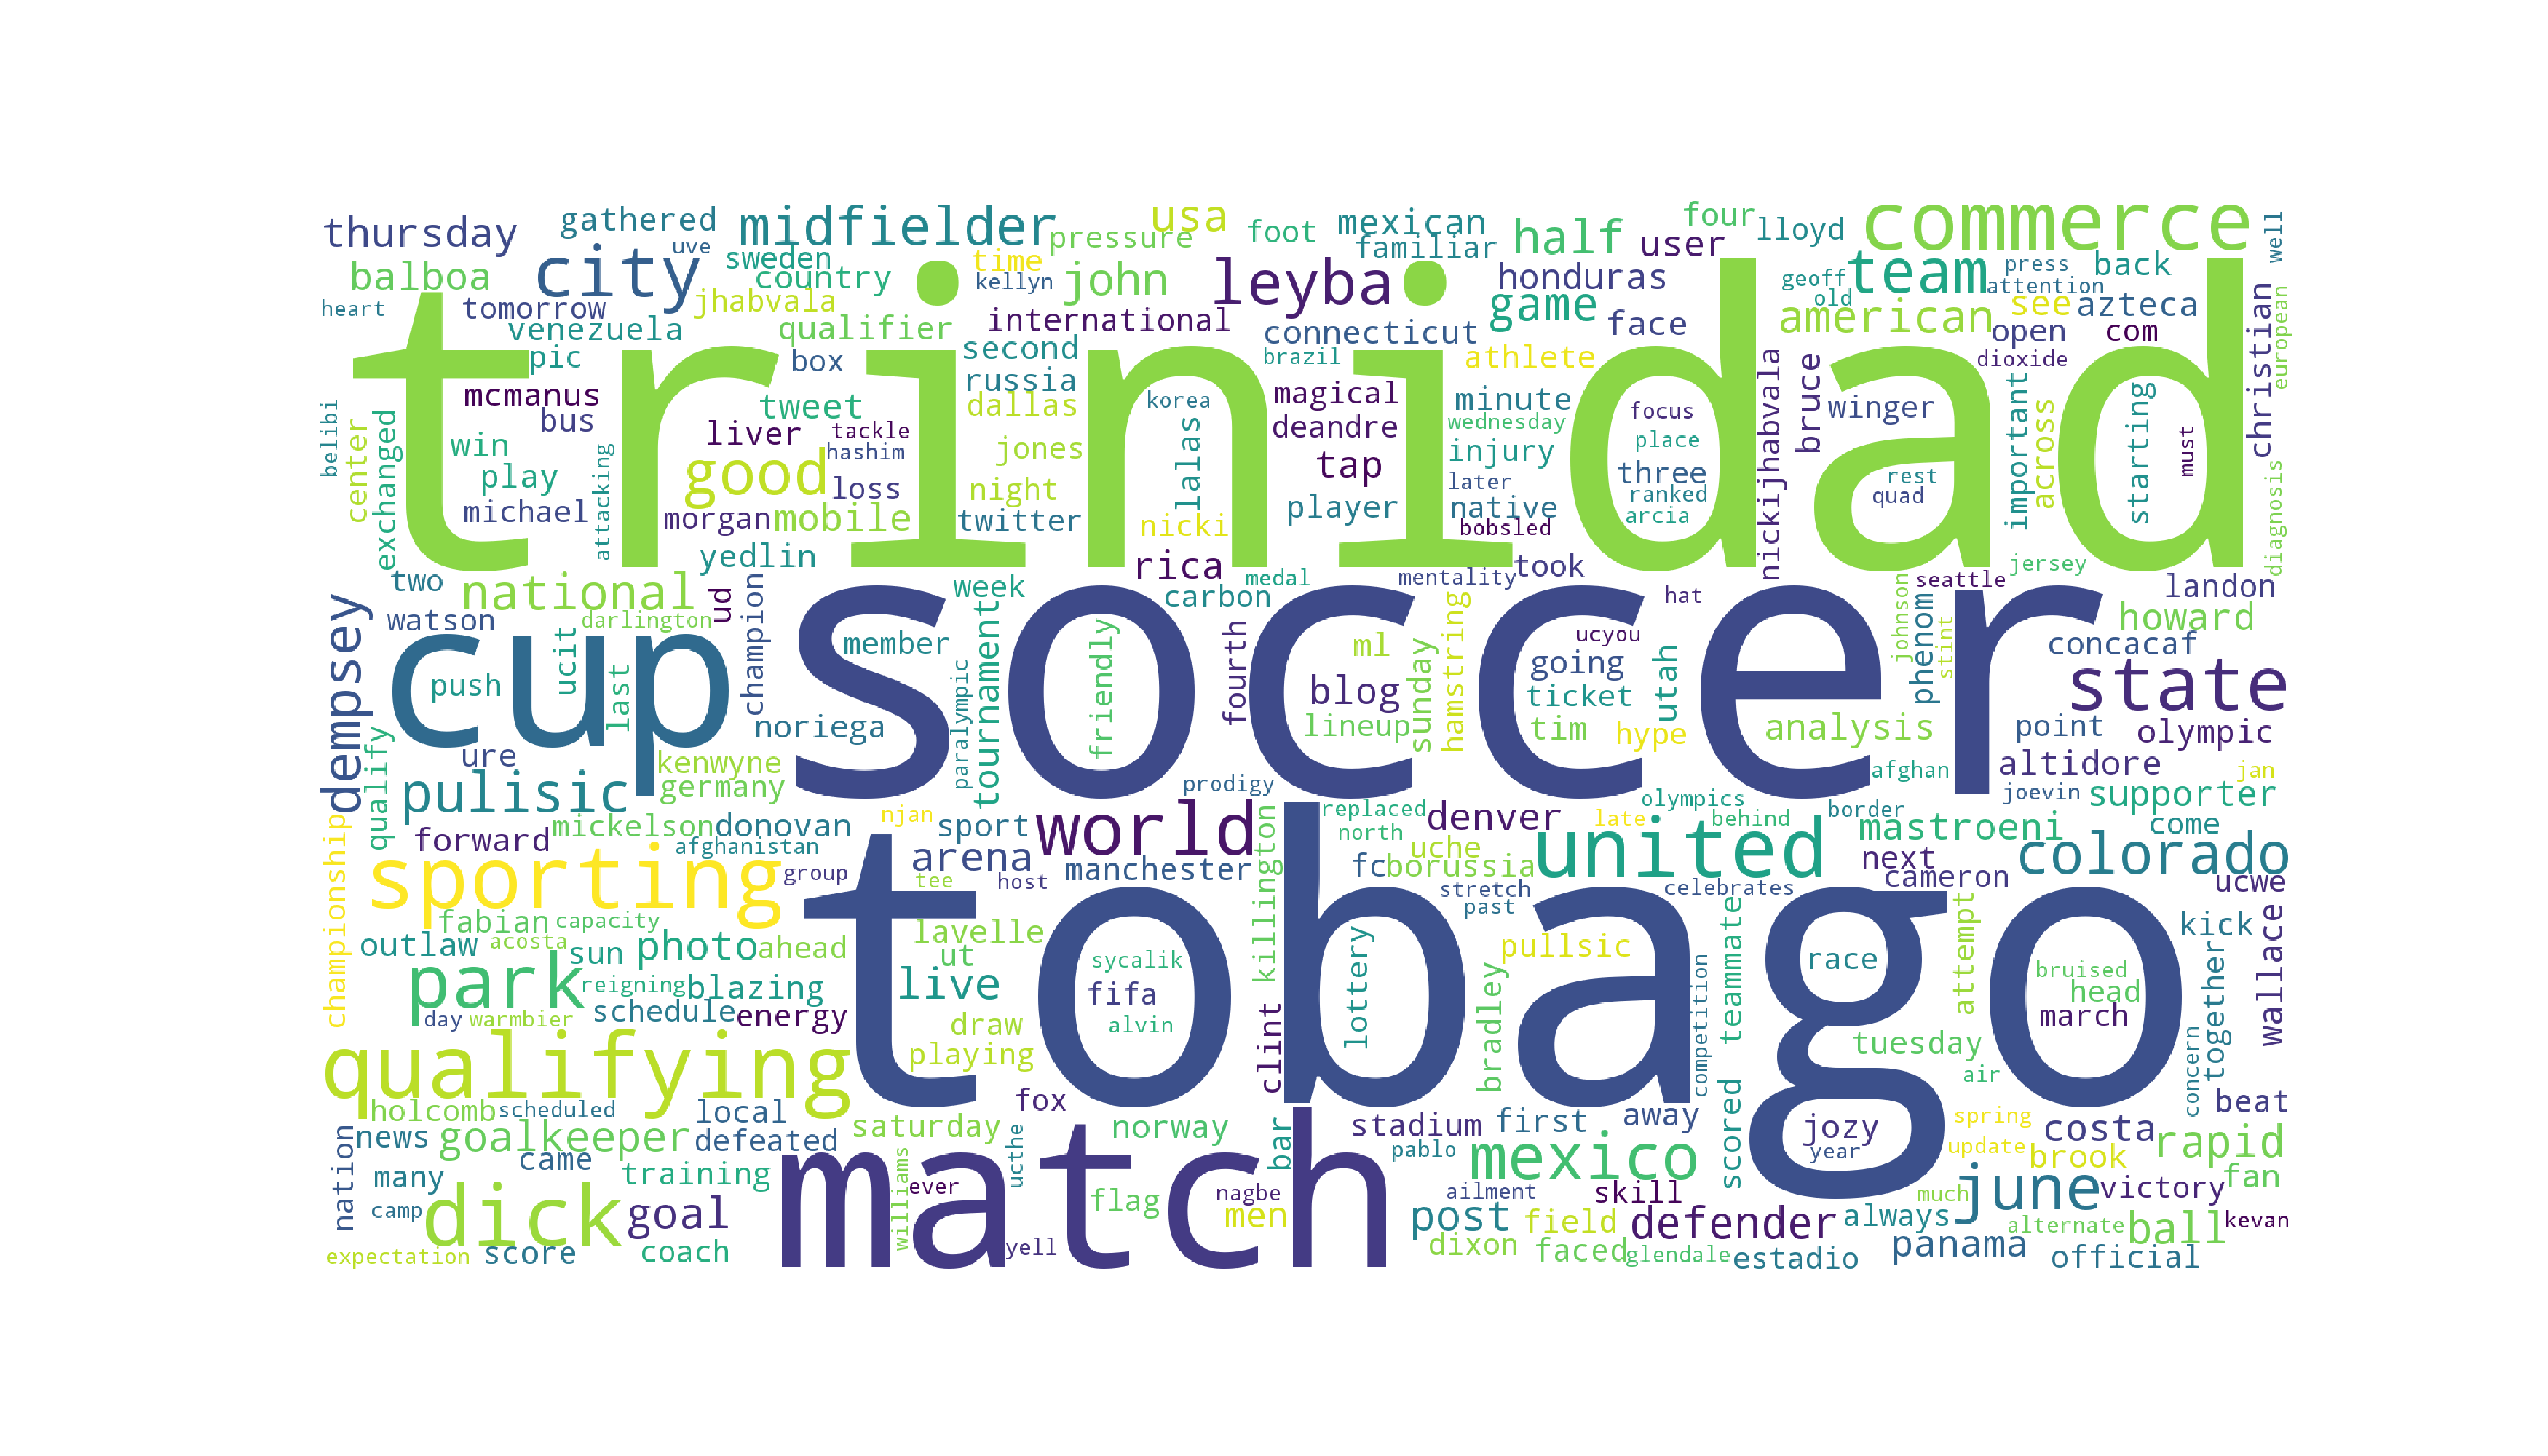 thursday gathered midfielder usa foot mexican half four lloyd commerce well
uve pressure familiar user
balboa city sweden time john leyba honduras geoff team press back
country kellyn game old attention see azteca
heart tomorrow jhabvala international connecticut face american open com european
venezuela qualifier second brazil athlete dioxide christian
pic box russia magical minute nickijhabvala bruce winger important across starting
trinidad
belibi mcmanus bus tweet dallas korea deandre wednesday focus must
center exchanged win liver tackle jones lalas injury place
play good hashim night tap later three rest diagnosis
michael attacking loss twitter player native ranked quad
morgan mobile nicki bobsled arcia
yedlin rica took jersey
two national ud champion week medal mentality seattle landon
watson darlington carbon hamstring hat johnson phenom stint howard
dempsey cup soccer
ucit member tournament friendly fourth ml sunday ucyou concacaf
push last paralympic blog going utah state
noriega lineup ticket analysis point olympic
qualify ure kenwyne tim hype altidore
pulisic germany prodigy afghan joevin jan supporter
championship forward mickelson donovan njan sport world replaced denver olympics late behind border mastroeni come
afghanistan arena north uche united colorado
sporting group tee host manchester killington fc borussia next cameron ucwe
tobago
fabian capacity stretch celebrates kick
outlaw acosta sun photo ahead lavelle past teammate attempt wallace
park reigning blazing ut sycalik lottery pullsic race bruised together
live fifa competition head
day warmbier schedule energy draw alvin clint bradley march
qualifying playing tuesday air concern
holcomb scheduled local fox stadium first away spring beat
nation news goalkeeper defeated saturday norway bar scored jozy costa rapid
many came training williams ucthe match pablo mexico year update brook fan
camp dick goal ever flag nagbe ailment skill much june victory
men post field defender always alternate ball kevan
expectation score coach yell dixon faced glendale estadio panama official